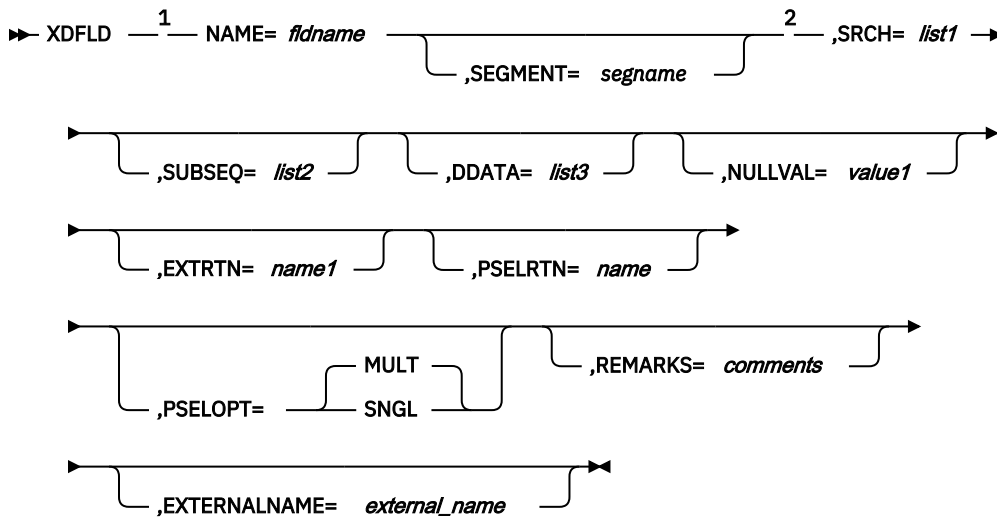 XDFLD 1 NAME= fldname ,SEGMENT= segname 2 ,SRCH= list1
,SUBSEQ= list2 ,DDATA= list3 ,NULLVAL= value1
,EXTRTN= name1 ,PSELRTN= name
,PSELOPT= MULT SNGL ,REMARKS= comments
,EXTERNALNAME= external_name